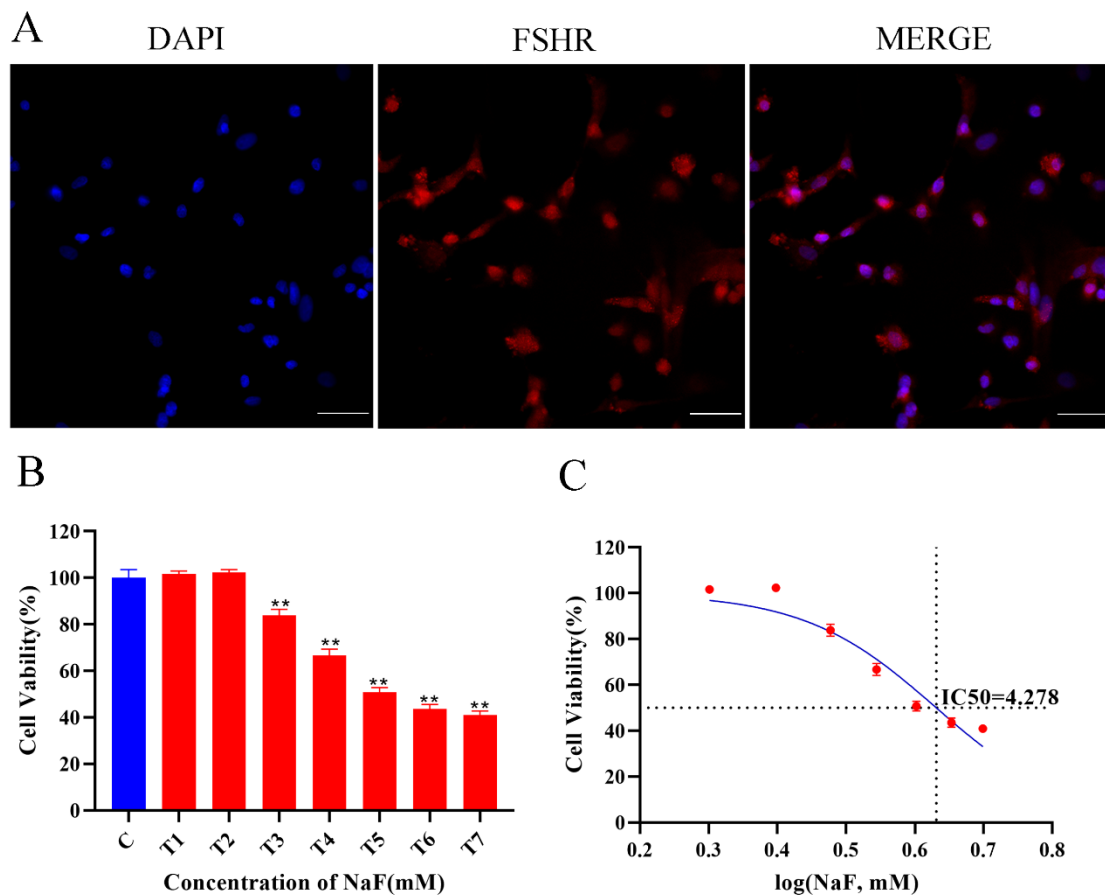 A
DAPI FSHR MERGE
B
120
100
80
60
40
20
0
Cell Vability(%)
** ** ** ** **
C T1 T2 T3 T4 T5 T6 T7
Concentration of NaF(mM)
C
120
100
80
60
40
20
0
Cell Viability(%)
IC50=4.278
0.2 0.3 0.4 0.5 0.6 0.7 0.8
log(NaF, mM)